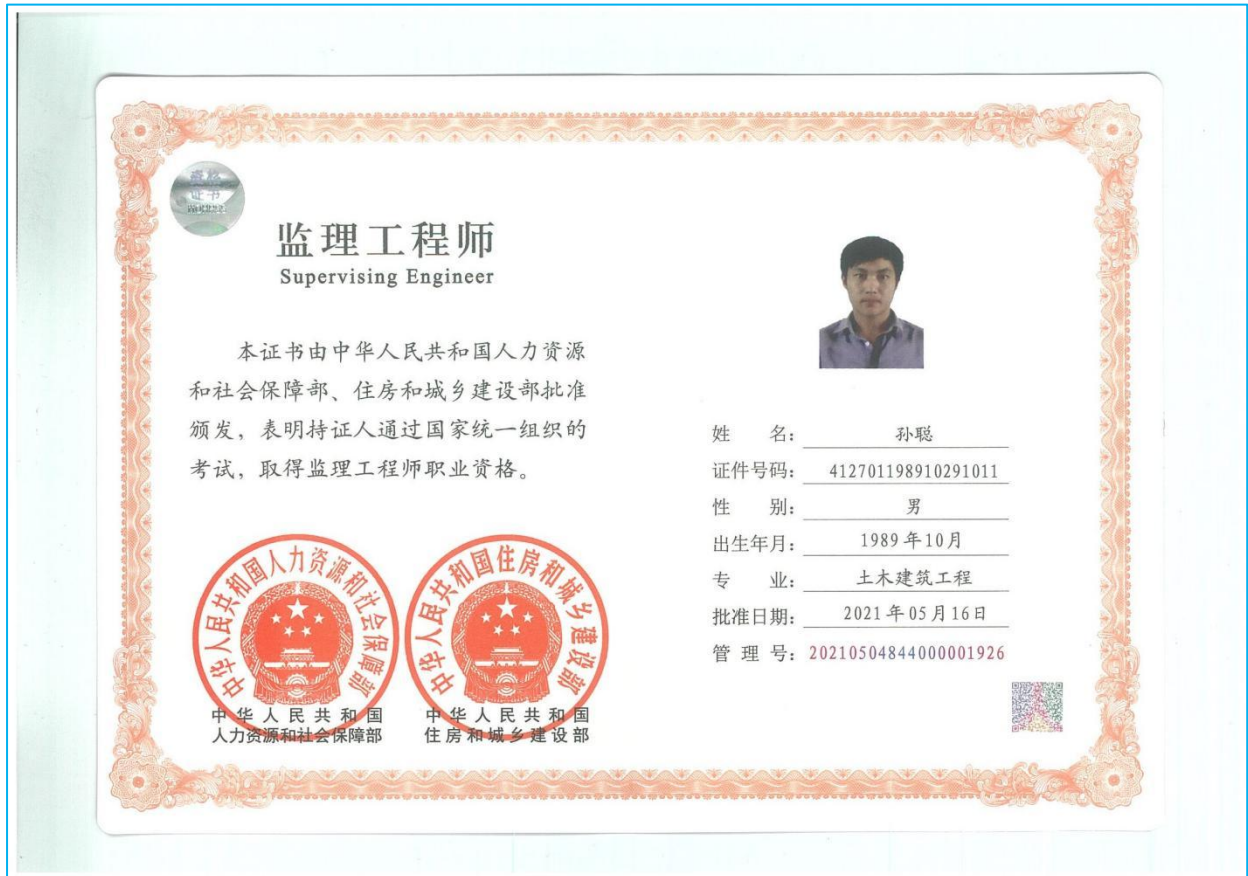 资格
证书
监理工程师
Supervising Engineer
本证书由中华人民共和国人力资源
和社会保障部、住房和城乡建设部批准
颁发，表明持证人通过国家统一组织的
考试，取得监理工程师职业资格。
姓 名： 孙聪
证件号码： 412701198910291011
性 别： 男
出生年月： 1989年10月
专 业： 土木建筑工程
批准日期： 2021年05月16日
管 理 号： 20210504844000001926
中华人民共和国人力资源和社会保障部
中华人民共和国住房和城乡建设部
中华人民共和国
人力资源和社会保障部
中华人民共和国
住房和城乡建设部